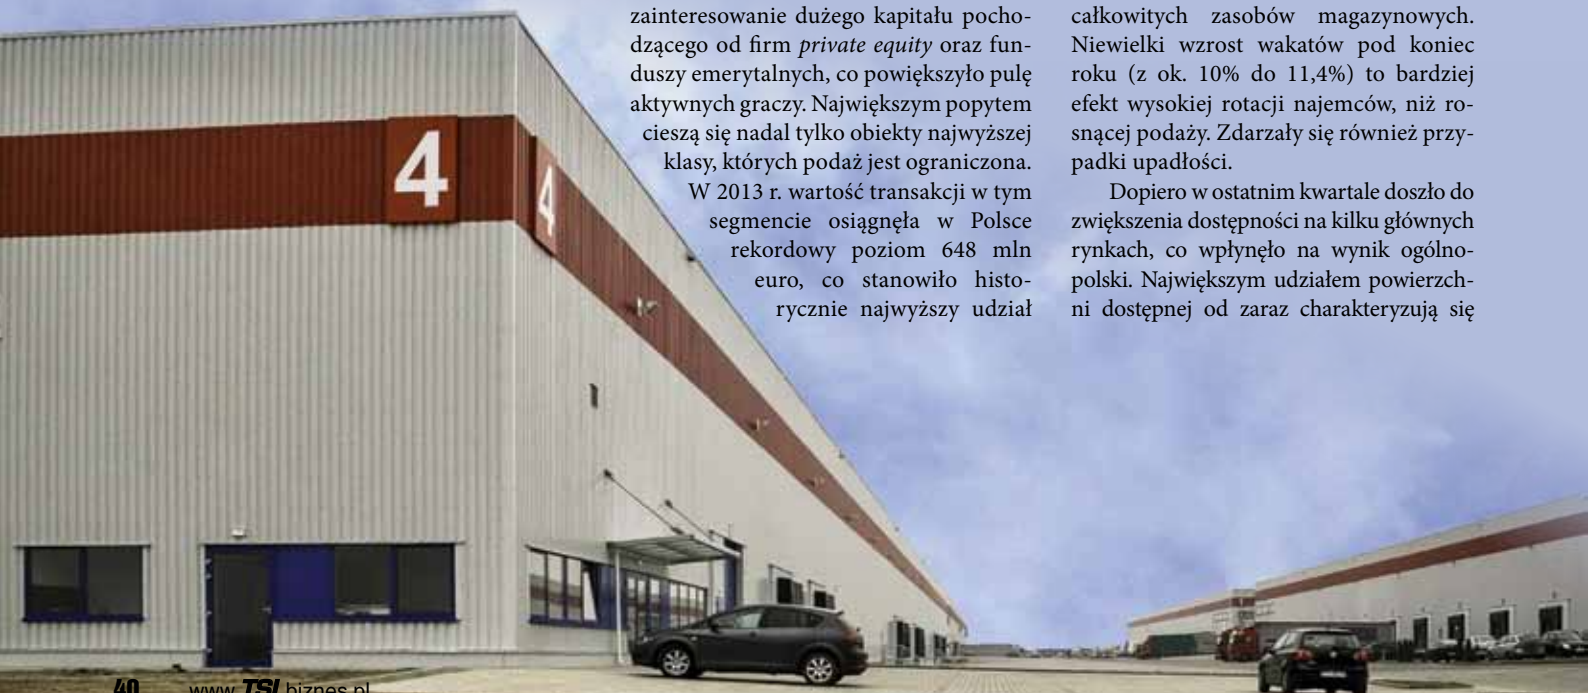 zainteresowanie dużego kapitału pocho-
dzącego od firm private equity oraz fun-
duszy emerytalnych, co powiększyło pulę
aktywnych graczy. Największym popytem
cieszą się nadal tylko obiekty najwyższej
klasy, których podaż jest ograniczona.
W 2013 r. wartość transakcji w tym
segmencie osiągnęła w Polsce
rekordowy poziom 648 mln
euro, co stanowiło histo-
rycznie najwyższy udział
całkowitych zasobów magazynowych.
Niewielki wzrost wakatów pod koniec
roku (z ok. 10% do 11,4%) to bardziej
efekt wysokiej rotacji najemców, niż ro-
snącej podaży. Zdarzały się również przy-
padki upadłości.
Dopiero w ostatnim kwartale doszło do
zwiększenia dostępności na kilku głównych
rynkach, co wpłynęło na wynik ogólno-
polski. Największym udziałem powierzch-
ni dostępnej od zaraz charakteryzują się
4
4
40 www.TSI biznes.pl